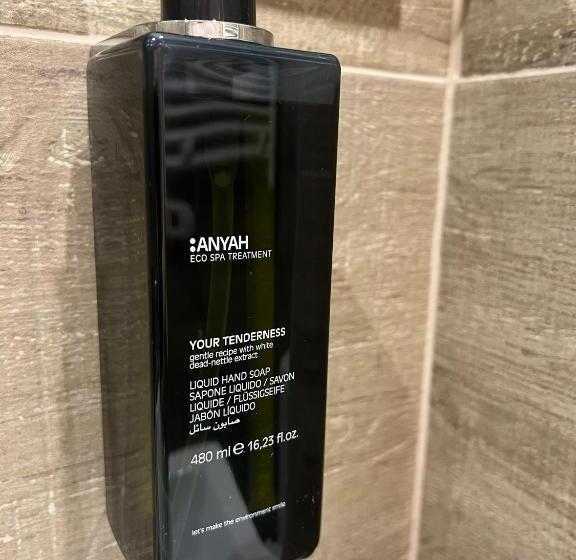 :ANYAH
ECO SPA TREATMENT
YOUR TENDERNESS
gentle recipe with white
dead-nettle extract
LIQUID HAND SOAP
SAPONE LIQUIDO / SAVON
LIQUIDE / FLÜSSIGSEIFE
JABÓN LÍQUIDO
صابون سائل
480 ml ℮ 16,23 fl.oz.
let's make the environment smile